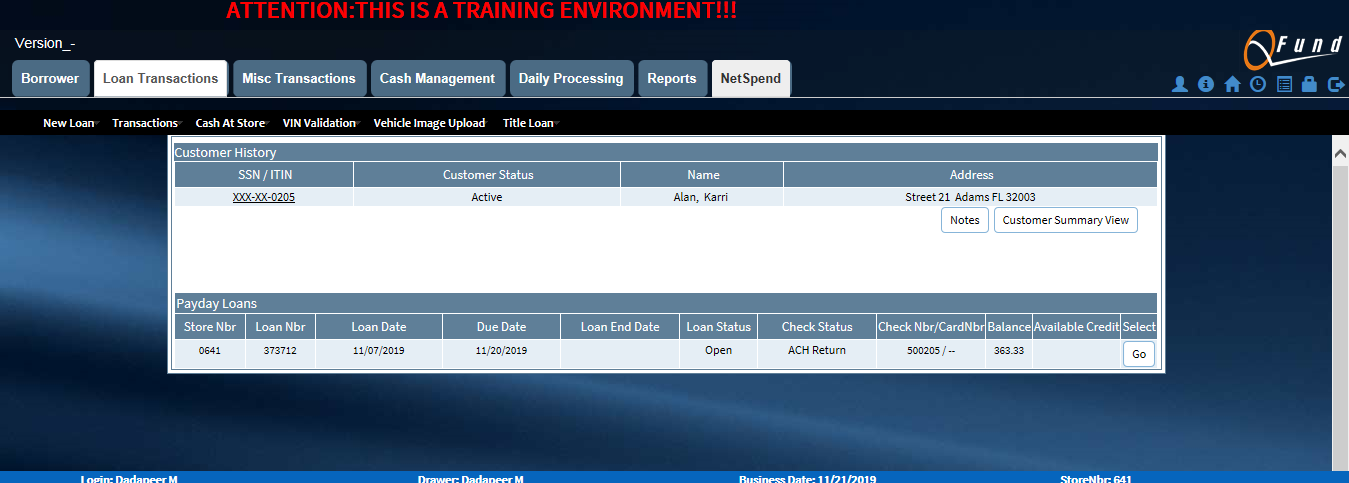 ATTENTION:THIS IS A TRAINING ENVIRONMENT!!!
Version_-
Fund
Borrower Loan Transactions Misc Transactions Cash Management Daily Processing Reports NetSpend
New Loan Transactions Cash At Store VIN Validation Vehicle Image Upload Title Loan
Customer History
SSN / ITIN Customer Status Name Address
XXX-XX-0205 Active Alan, Karri Street 21 Adams FL 32003
Notes Customer Summary View
Payday Loans
Store Nbr Loan Nbr Loan Date Due Date Loan End Date Loan Status Check Status Check Nbr/CardNbr Balance Available Credit Select
0641 373712 11/07/2019 11/20/2019 Open ACH Return 500205 / -- 363.33 Go
Login: Dadapeer M Drawer: Dadapeer M Business Date: 11/21/2019 StoreNbr: 641